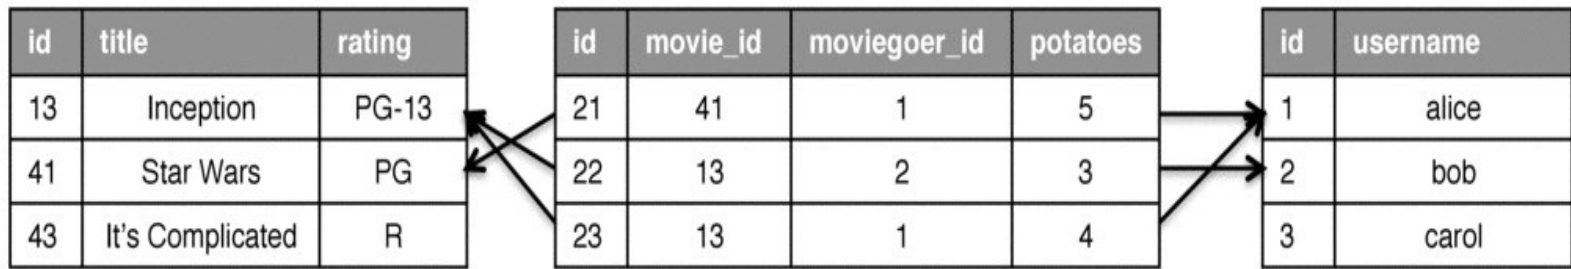 id title rating id movie_id moviegoer_id potatoes id username
13 Inception PG-13 21 41 1 5 1 alice
41 Star Wars PG 22 13 2 3 2 bob
43 It's Complicated R 23 13 1 4 3 carol